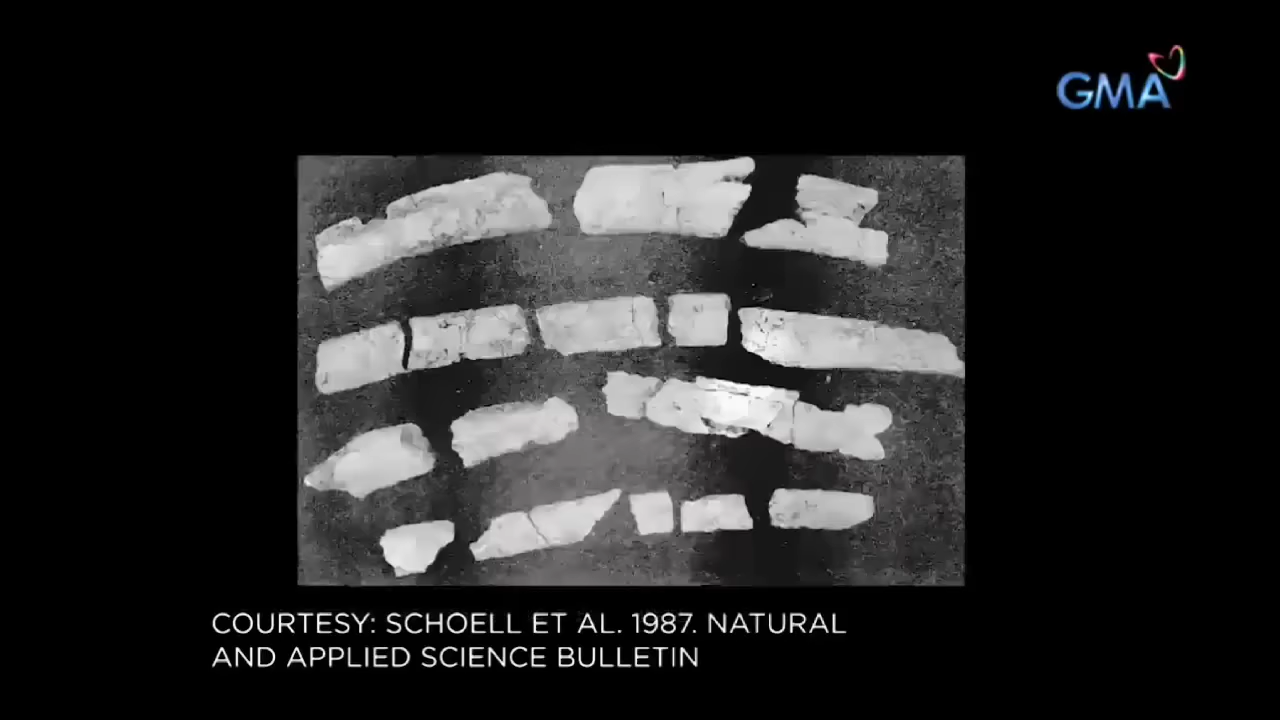 GMA
COURTESY: SCHOELL ET AL. 1987. NATURAL
AND APPLIED SCIENCE BULLETIN